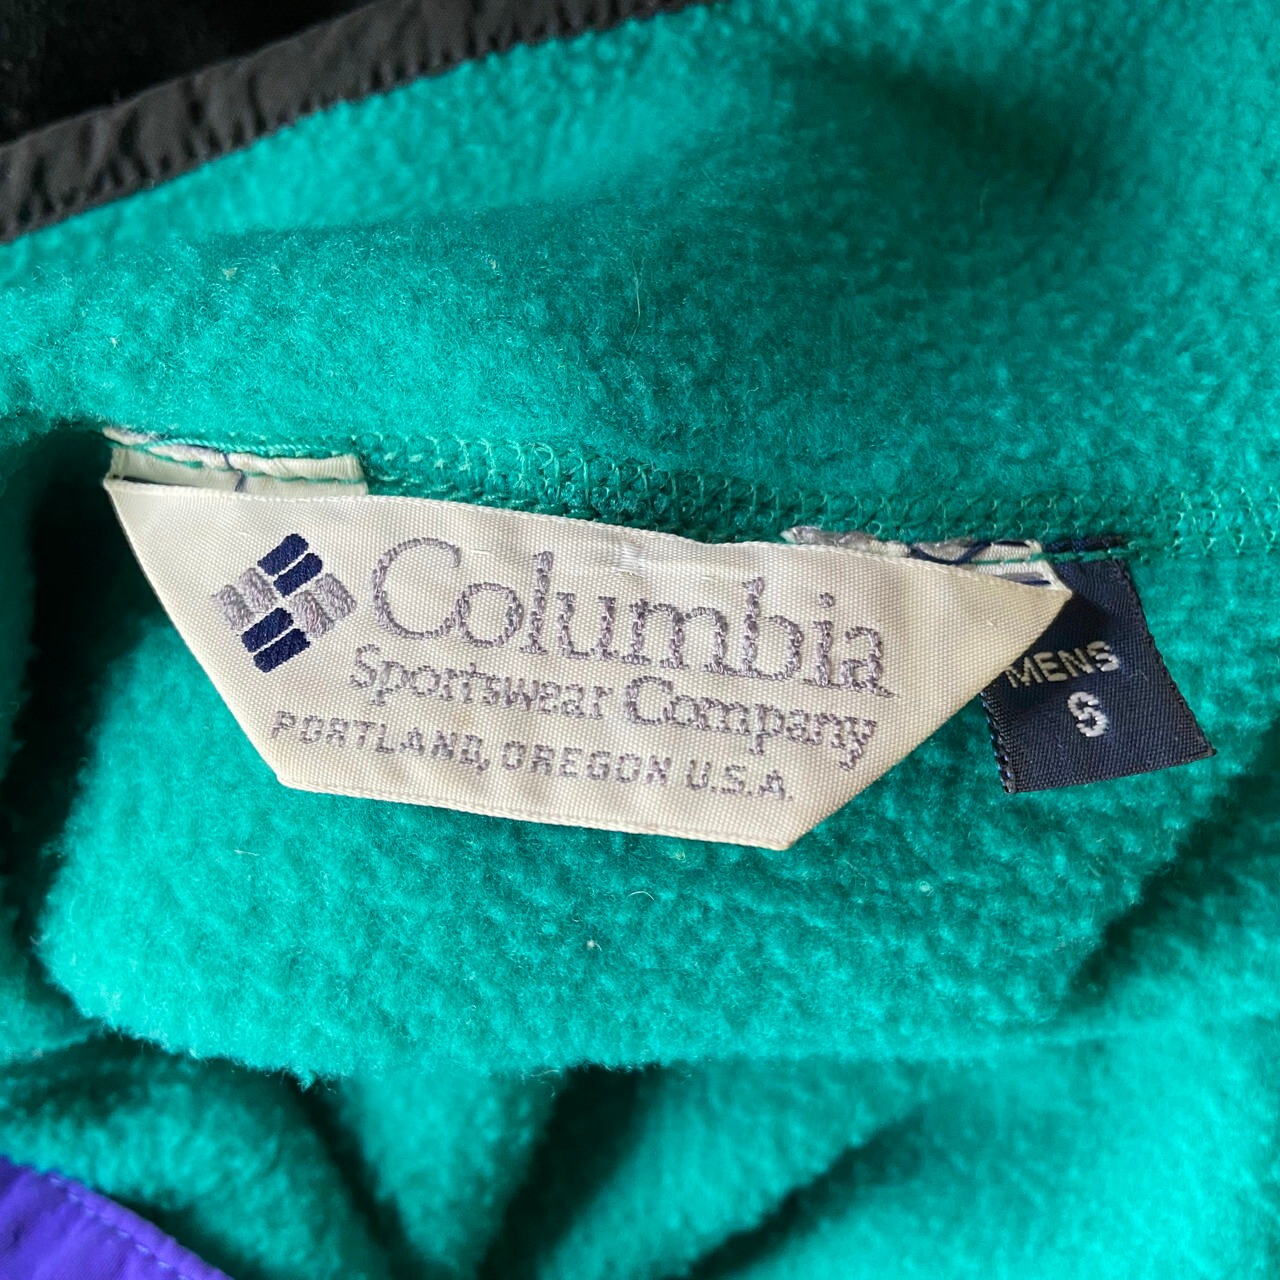 Columbia
Sportswear Company
PORTLAND, OREGON U.S.A.
MENS
S